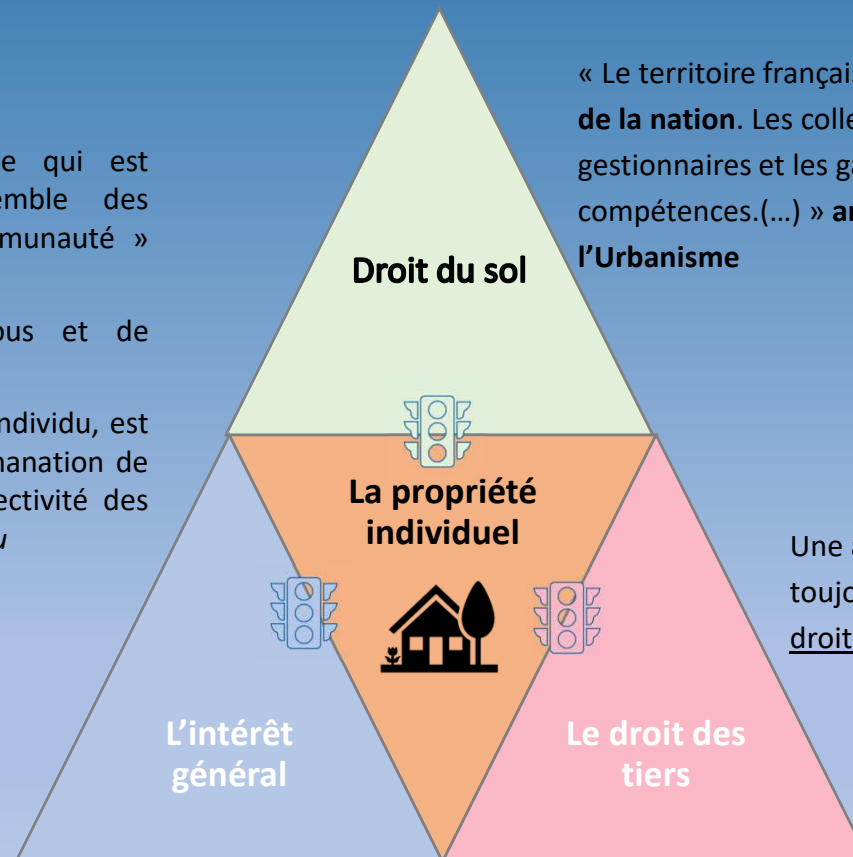 « Le territoire françai
de la nation. Les colle
gestionnaires et les ga
compétences.(…) » ar
l’Urbanisme
e qui est
emble des
munauté »
ous et de
ndividu, est
nanation de
ectivité des
u
Droit du sol
La propriété
individuel
Une a
toujo
droit
L’intérêt
général
Le droit des
tiers